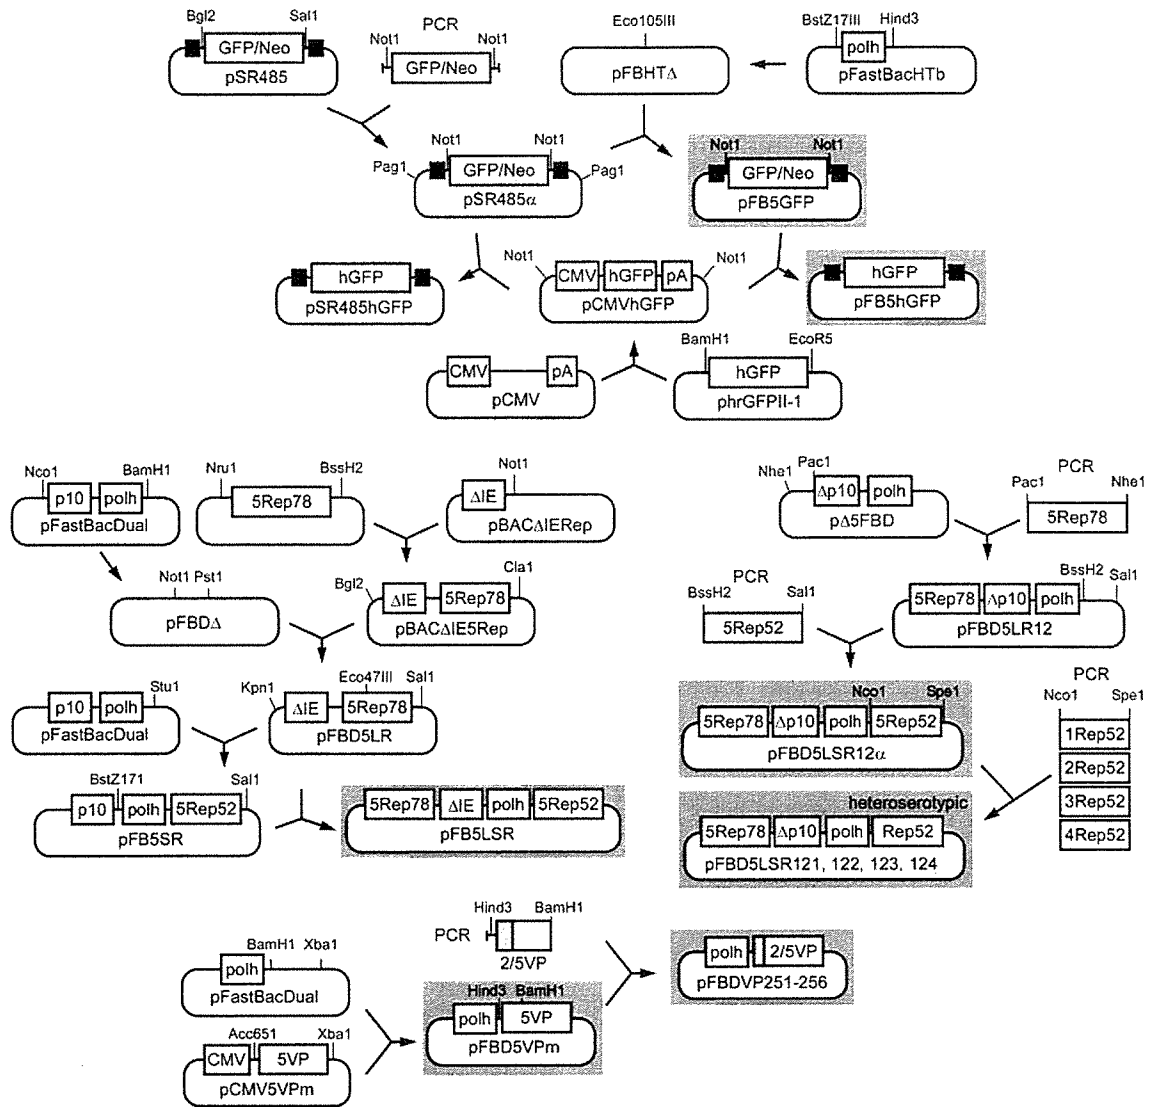 Bgl2 Sal1
GFP/Neo
pSR485
PCR
Not1 Not1
GFP/Neo
Eco105III
pFBHTΔ
BstZ17III Hind3
polh
pFastBacHTb
Not1 Not1
Pag1 Pag1
GFP/Neo
pSR485α
Not1 Not1
GFP/Neo
pFB5GFP
hGFP
pSR485hGFP
Not1 Not1
CMV hGFP pA
pCMVhGFP
hGFP
pFB5hGFP
CMV pA
pCMV
BamH1 EcoR5
hGFP
phrGFPII-1
Nco1 BamH1
p10 polh
pFastBacDual
Nru1 BssH2
5Rep78
Not1
ΔIE
pBACΔIERep
Not1 Pst1
pFBDΔ
Bgl2 Cla1
ΔIE 5Rep78
pBACΔIE5Rep
Stu1
p10 polh
pFastBacDual
Kpn1 Eco47III Sal1
ΔIE 5Rep78
pFBD5LR
BstZ171 Sal1
p10 polh 5Rep52
pFB5SR
5Rep78 ΔIE polh 5Rep52
pFB5LSR
Nhe1 Pac1
Δp10 polh
pΔ5FBD
PCR
Pac1 Nhe1
5Rep78
PCR
BssH2 Sal1
5Rep52
BssH2 Sal1
5Rep78 Δp10 polh
pFBD5LR12
Nco1 Spe1
5Rep78 Δp10 polh 5Rep52
pFBD5LSR12α
PCR
Nco1 Spe1
1Rep52
2Rep52
3Rep52
4Rep52
heteroserotypic
5Rep78 Δp10 polh Rep52
pFBD5LSR121, 122, 123, 124
BamH1 Xba1
polh
pFastBacDual
Acc651 Xba1
CMV 5VP
pCMV5VPm
PCR
Hind3 BamH1
2/5VP
Hind3 BamH1
polh 5VP
pFBD5VPm
polh 2/5VP
pFBDVP251-256